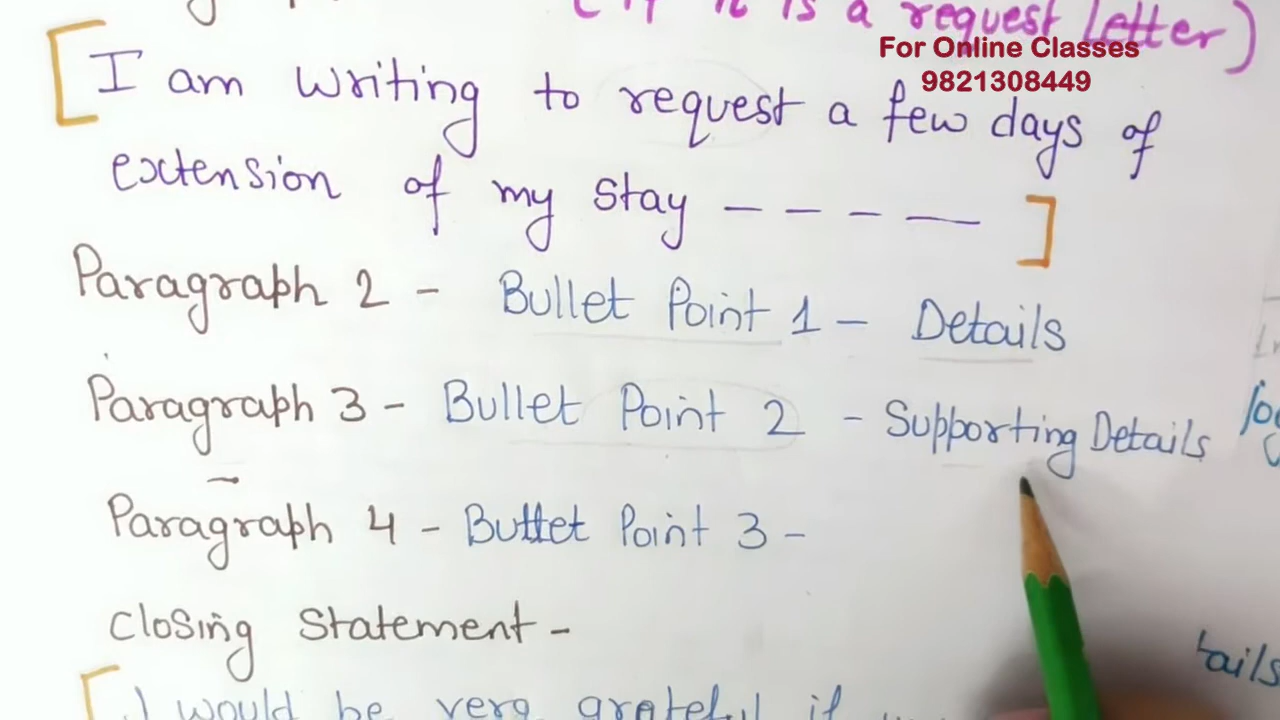 (If it is a request letter)
For Online Classes
9821308449
[I am writing to request a few days of
extension of my stay - - - - ]
Paragraph 2 - Bullet Point 1 - Details
Paragraph 3 - Bullet Point 2 - Supporting Details
Paragraph 4 - Buttet Point 3 -
Closing Statement -
[I would be very grateful if
tails